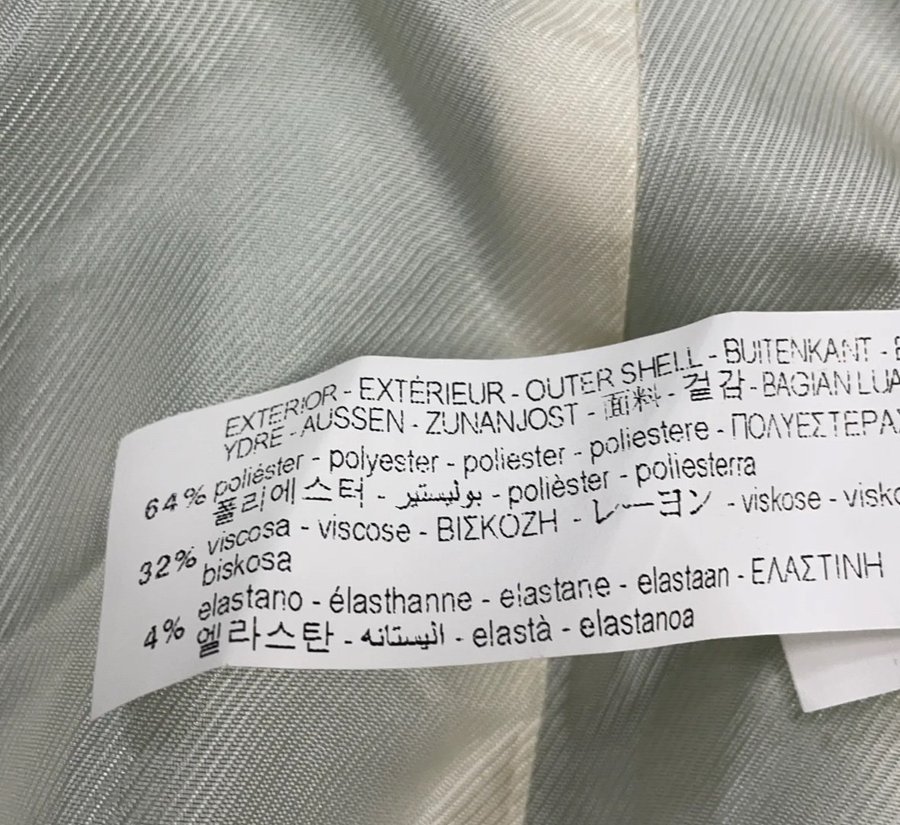 EXTERIOR - EXTÉRIEUR - OUTER SHELL - BUITENKANT -
YDRE - AUSSEN - ZUNANJOST - 面料 - 겉감 - BAGIAN LUA
64% poliéster - polyester - poliester - poliestere - ΠΟΛΥΕΣΤΕΡΑΣ
폴리에스터 - بوليستير - polièster - poliesterra
32% viscosa - viscose - ΒΙΣΚΟΖΗ - レーヨン - viskose - visko
biskosa
4% elastano - élasthanne - elastane - elastaan - ΕΛΑΣΤΙΝΗ
엘라스탄 - اليستانه - elastà - elastanoa